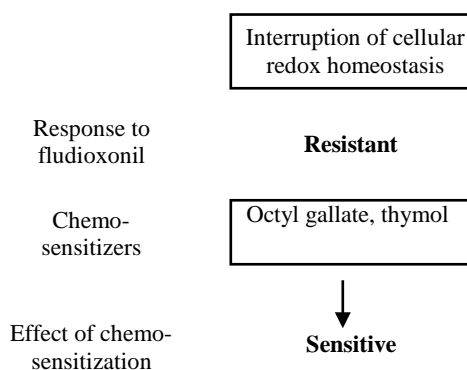 Interruption of cellular
redox homeostasis
Response to
fludioxonil
Resistant
Chemo-
sensitizers
Octyl gallate, thymol
Effect of chemo-
sensitization
Sensitive